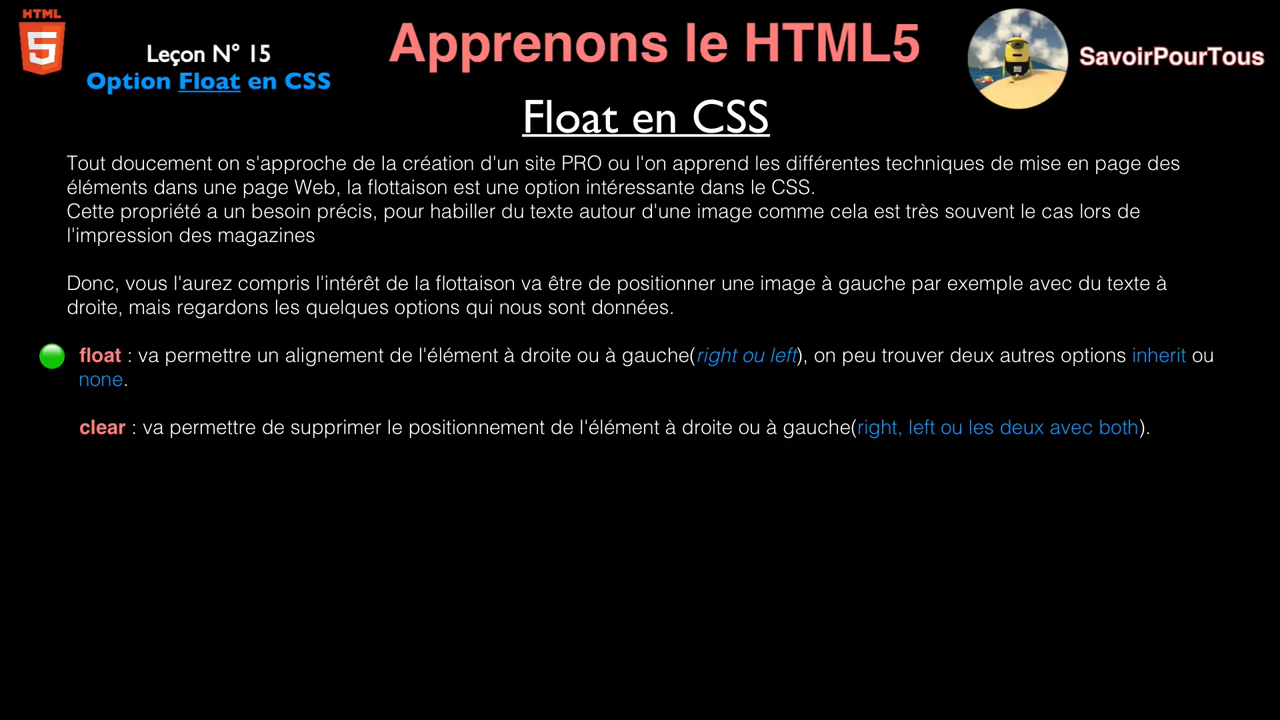 HTML
5
Leçon N° 15
Option Float en CSS
Apprenons le HTML5
SavoirPourTous
Float en CSS
Tout doucement on s'approche de la création d'un site PRO ou l'on apprend les différentes techniques de mise en page des
éléments dans une page Web, la flottaison est une option intéressante dans le CSS.
Cette propriété a un besoin précis, pour habiller du texte autour d'une image comme cela est très souvent le cas lors de
l'impression des magazines
Donc, vous l'aurez compris l'intérêt de la flottaison va être de positionner une image à gauche par exemple avec du texte à
droite, mais regardons les quelques options qui nous sont données.
float : va permettre un alignement de l'élément à droite ou à gauche(right ou left), on peu trouver deux autres options inherit ou
none.
clear : va permettre de supprimer le positionnement de l'élément à droite ou à gauche(right, left ou les deux avec both).